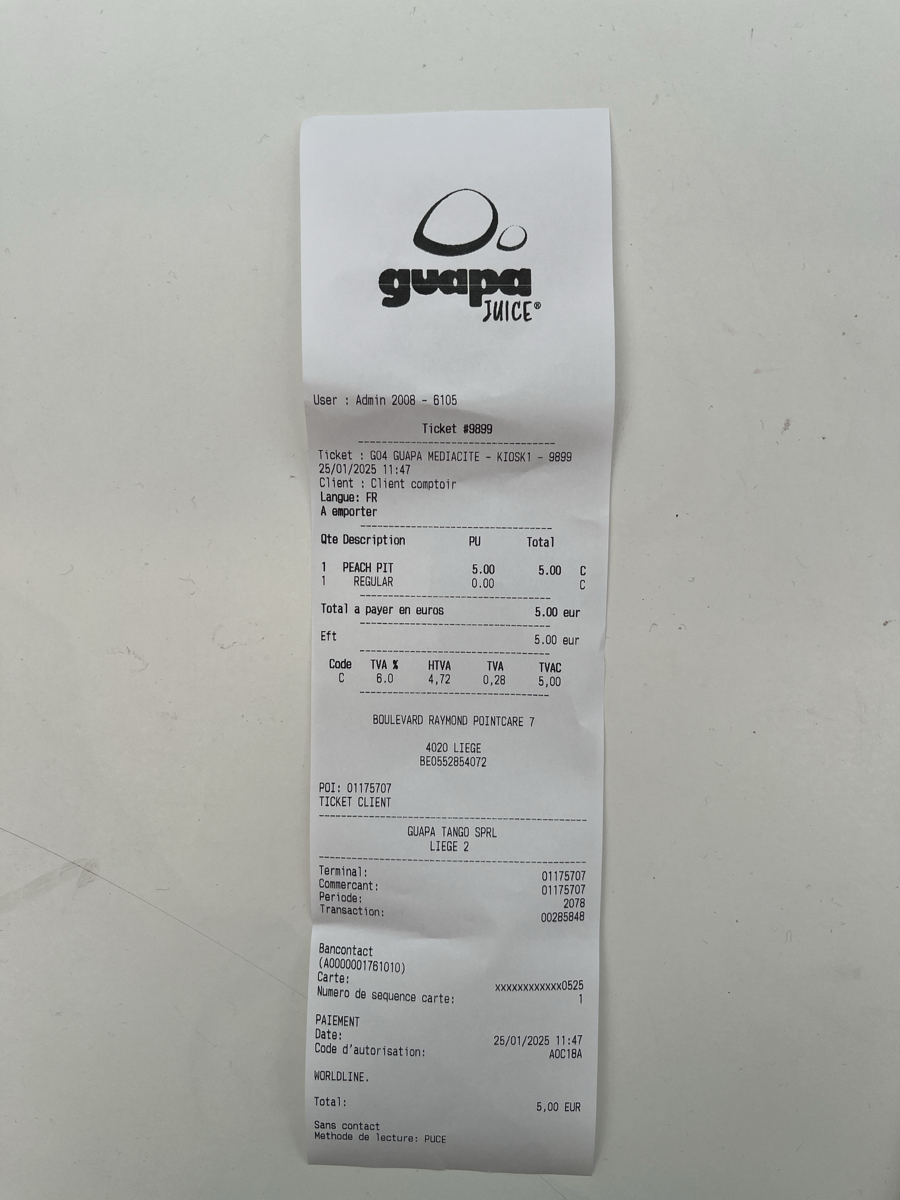 guapa
JUICE®
User : Admin 2008 - 6105
Ticket #9899
Ticket : G04 GUAPA MEDIACITE - KIOSK1 - 9899
25/01/2025 11:47
Client : Client comptoir
Langue: FR
A emporter
Qte Description PU Total
1 PEACH PIT 5.00 5.00 C
1 REGULAR 0.00 C
Total a payer en euros 5.00 eur
Eft 5.00 eur
Code TVA % HTVA TVA TVAC
C 6.0 4,72 0,28 5,00
BOULEVARD RAYMOND POINTCARE 7
4020 LIEGE
BE0552854072
POI: 01175707
TICKET CLIENT
GUAPA TANGO SPRL
LIEGE 2
Terminal: 01175707
Commercant: 01175707
Periode: 2078
Transaction: 00285848
Bancontact
(A0000001761010)
Carte: xxxxxxxxxxxxx0525
Numero de sequence carte: 1
PAIEMENT
Date: 25/01/2025 11:47
Code d'autorisation: A0C18A
WORLDLINE.
Total: 5,00 EUR
Sans contact
Methode de lecture: PUCE